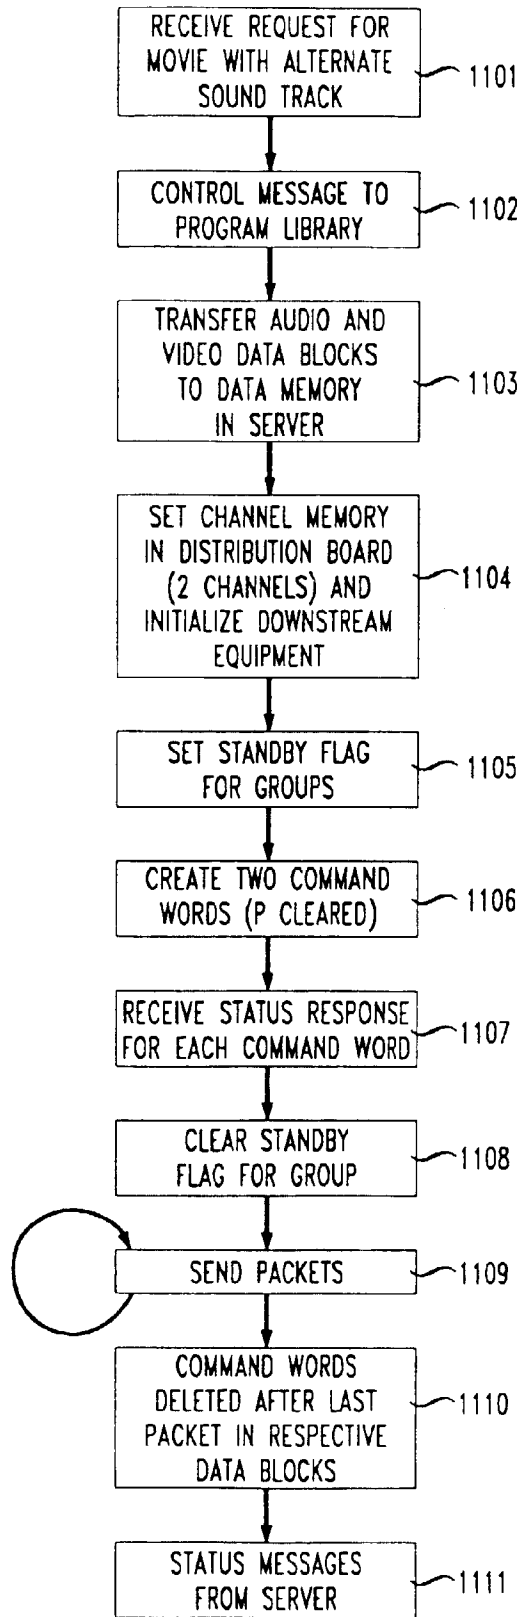 RECEIVE REQUEST FOR
MOVIE WITH ALTERNATE
SOUND TRACK
1101
CONTROL MESSAGE TO
PROGRAM LIBRARY
1102
TRANSFER AUDIO AND
VIDEO DATA BLOCKS
TO DATA MEMORY
IN SERVER
1103
SET CHANNEL MEMORY
IN DISTRIBUTION BOARD
(2 CHANNELS) AND
INITIALIZE DOWNSTREAM
EQUIPMENT
1104
SET STANDBY FLAG
FOR GROUPS
1105
CREATE TWO COMMAND
WORDS (P CLEARED)
1106
RECEIVE STATUS RESPONSE
FOR EACH COMMAND WORD
1107
CLEAR STANDBY
FLAG FOR GROUP
1108
SEND PACKETS
1109
COMMAND WORDS
DELETED AFTER LAST
PACKET IN RESPECTIVE
DATA BLOCKS
1110
STATUS MESSAGES
FROM SERVER
1111